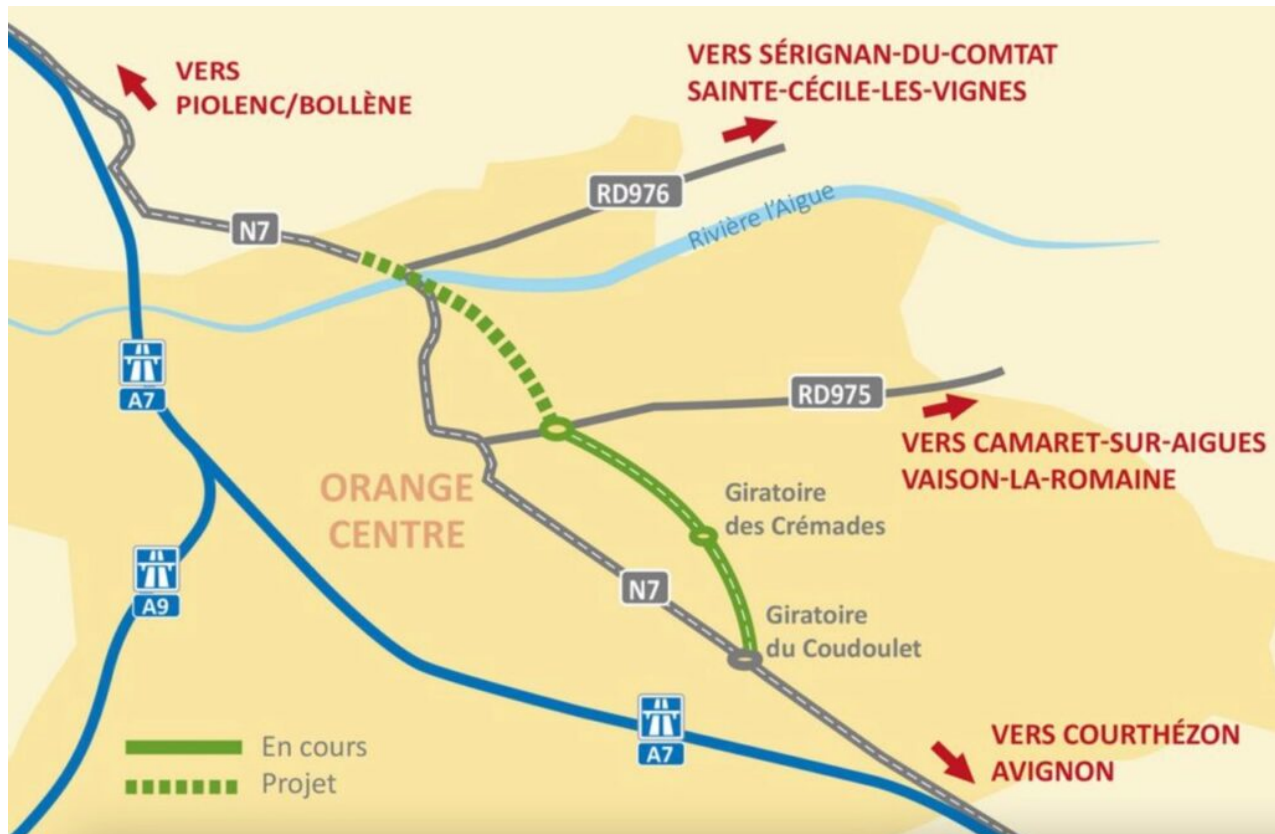 VERS
PIOLENC/BOLLÈNE
VERS SÉRIGNAN-DU-COMTAT
SAINTE-CÉCILE-LES-VIGNES
RD976
N7
Rivière l'Aigue
A7
RD975
VERS CAMARET-SUR-AIGUES
VAISON-LA-ROMAINE
ORANGE
CENTRE
Giratoire
des Crémades
A9
N7
Giratoire
du Coudoulet
A7
VERS COURTHÉZON
AVIGNON
En cours
Projet